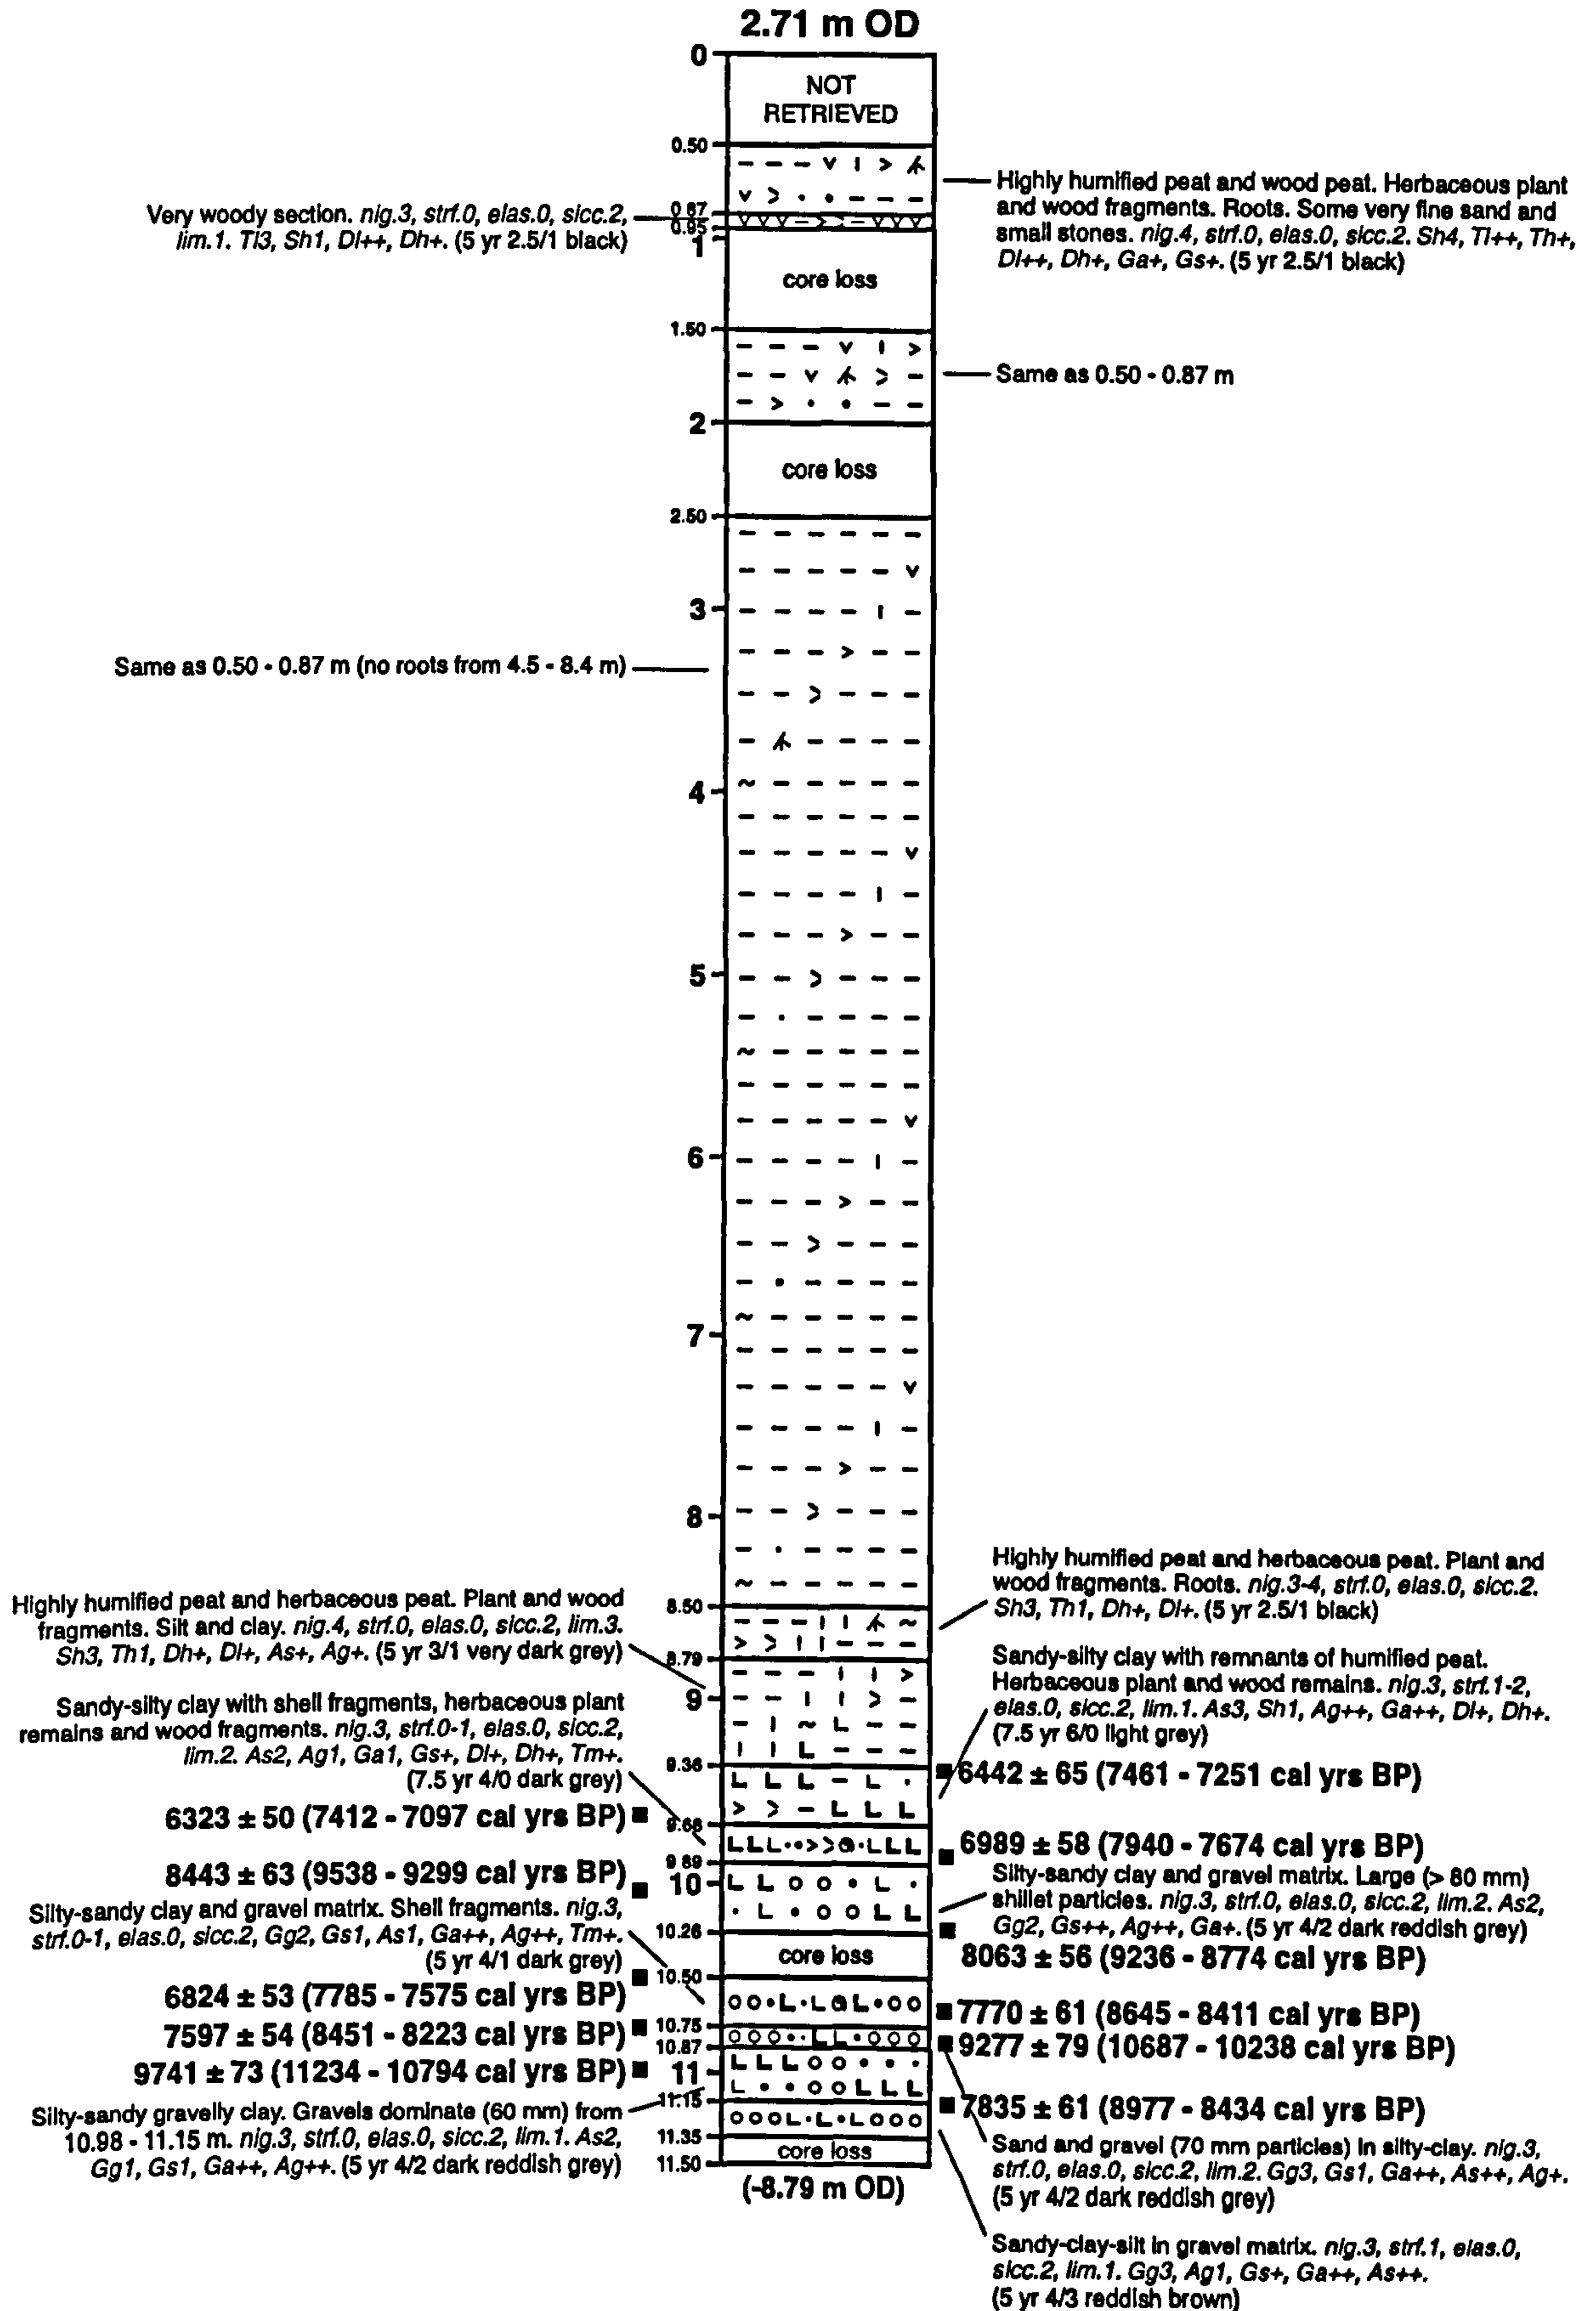 2.71 m OD
0
NOT
RETRIEVED
0.50
Highly humified peat and wood peat. Herbaceous plant
and wood fragments. Roots. Some very fine sand and
small stones. nig.4, strf.0, elas.0, sicc.2. Sh4, Tl++, Th+,
Dl++, Dh+, Ga+, Gs+. (5 yr 2.5/1 black)
Very woody section. nig.3, strf.0, elas.0, sicc.2,
lim.1. Tl3, Sh1, Dl++, Dh+. (5 yr 2.5/1 black)
0.87
0.95
1
core loss
1.50
Same as 0.50 - 0.87 m
2
core loss
2.50
3
Same as 0.50 - 0.87 m (no roots from 4.5 - 8.4 m)
4
5
6
7
8
Highly humified peat and herbaceous peat. Plant and
wood fragments. Roots. nig.3-4, strf.0, elas.0, sicc.2.
Sh3, Th1, Dh+, Dl+. (5 yr 2.5/1 black)
8.50
Highly humified peat and herbaceous peat. Plant and wood
fragments. Silt and clay. nig.4, strf.0, elas.0, sicc.2, lim.3.
Sh3, Th1, Dh+, Dl+, As+, Ag+. (5 yr 3/1 very dark grey)
8.79
Sandy-silty clay with remnants of humified peat.
Herbaceous plant and wood remains. nig.3, strf.1-2,
elas.0, sicc.2, lim.1. As3, Sh1, Ag++, Ga++, Dl+, Dh+.
(7.5 yr 6/0 light grey)
9
Sandy-silty clay with shell fragments, herbaceous plant
remains and wood fragments. nig.3, strf.0-1, elas.0, sicc.2,
lim.2. As2, Ag1, Ga1, Gs+, Dl+, Dh+, Tm+.
(7.5 yr 4/0 dark grey)
9.36
6442 ± 65 (7461 - 7251 cal yrs BP)
6323 ± 50 (7412 - 7097 cal yrs BP)
9.68
6989 ± 58 (7940 - 7674 cal yrs BP)
9.89
8443 ± 63 (9538 - 9299 cal yrs BP)
10
Silty-sandy clay and gravel matrix. Large (> 80 mm)
shillet particles. nig.3, strf.0, elas.0, sicc.2, lim.2. As2,
Gg2, Gs++, Ag++, Ga+. (5 yr 4/2 dark reddish grey)
Silty-sandy clay and gravel matrix. Shell fragments. nig.3,
strf.0-1, elas.0, sicc.2, Gg2, Gs1, As1, Ga++, Ag++, Tm+.
(5 yr 4/1 dark grey)
10.26
core loss
8063 ± 56 (9236 - 8774 cal yrs BP)
10.50
6824 ± 53 (7785 - 7575 cal yrs BP)
7770 ± 61 (8645 - 8411 cal yrs BP)
10.75
7597 ± 54 (8451 - 8223 cal yrs BP)
10.87
9277 ± 79 (10687 - 10238 cal yrs BP)
9741 ± 73 (11234 - 10794 cal yrs BP)
11
11.15
7835 ± 61 (8977 - 8434 cal yrs BP)
Silty-sandy gravelly clay. Gravels dominate (60 mm) from
10.98 - 11.15 m. nig.3, strf.0, elas.0, sicc.2, lim.1. As2,
Gg1, Gs1, Ga++, Ag++. (5 yr 4/2 dark reddish grey)
11.35
core loss
11.50
(-8.79 m OD)
Sand and gravel (70 mm particles) in silty-clay. nig.3,
strf.0, elas.0, sicc.2, lim.2. Gg3, Gs1, Ga++, As++, Ag+.
(5 yr 4/2 dark reddish grey)
Sandy-clay-silt in gravel matrix. nig.3, strf.1, elas.0,
sicc.2, lim.1. Gg3, Ag1, Gs+, Ga++, As++.
(5 yr 4/3 reddish brown)